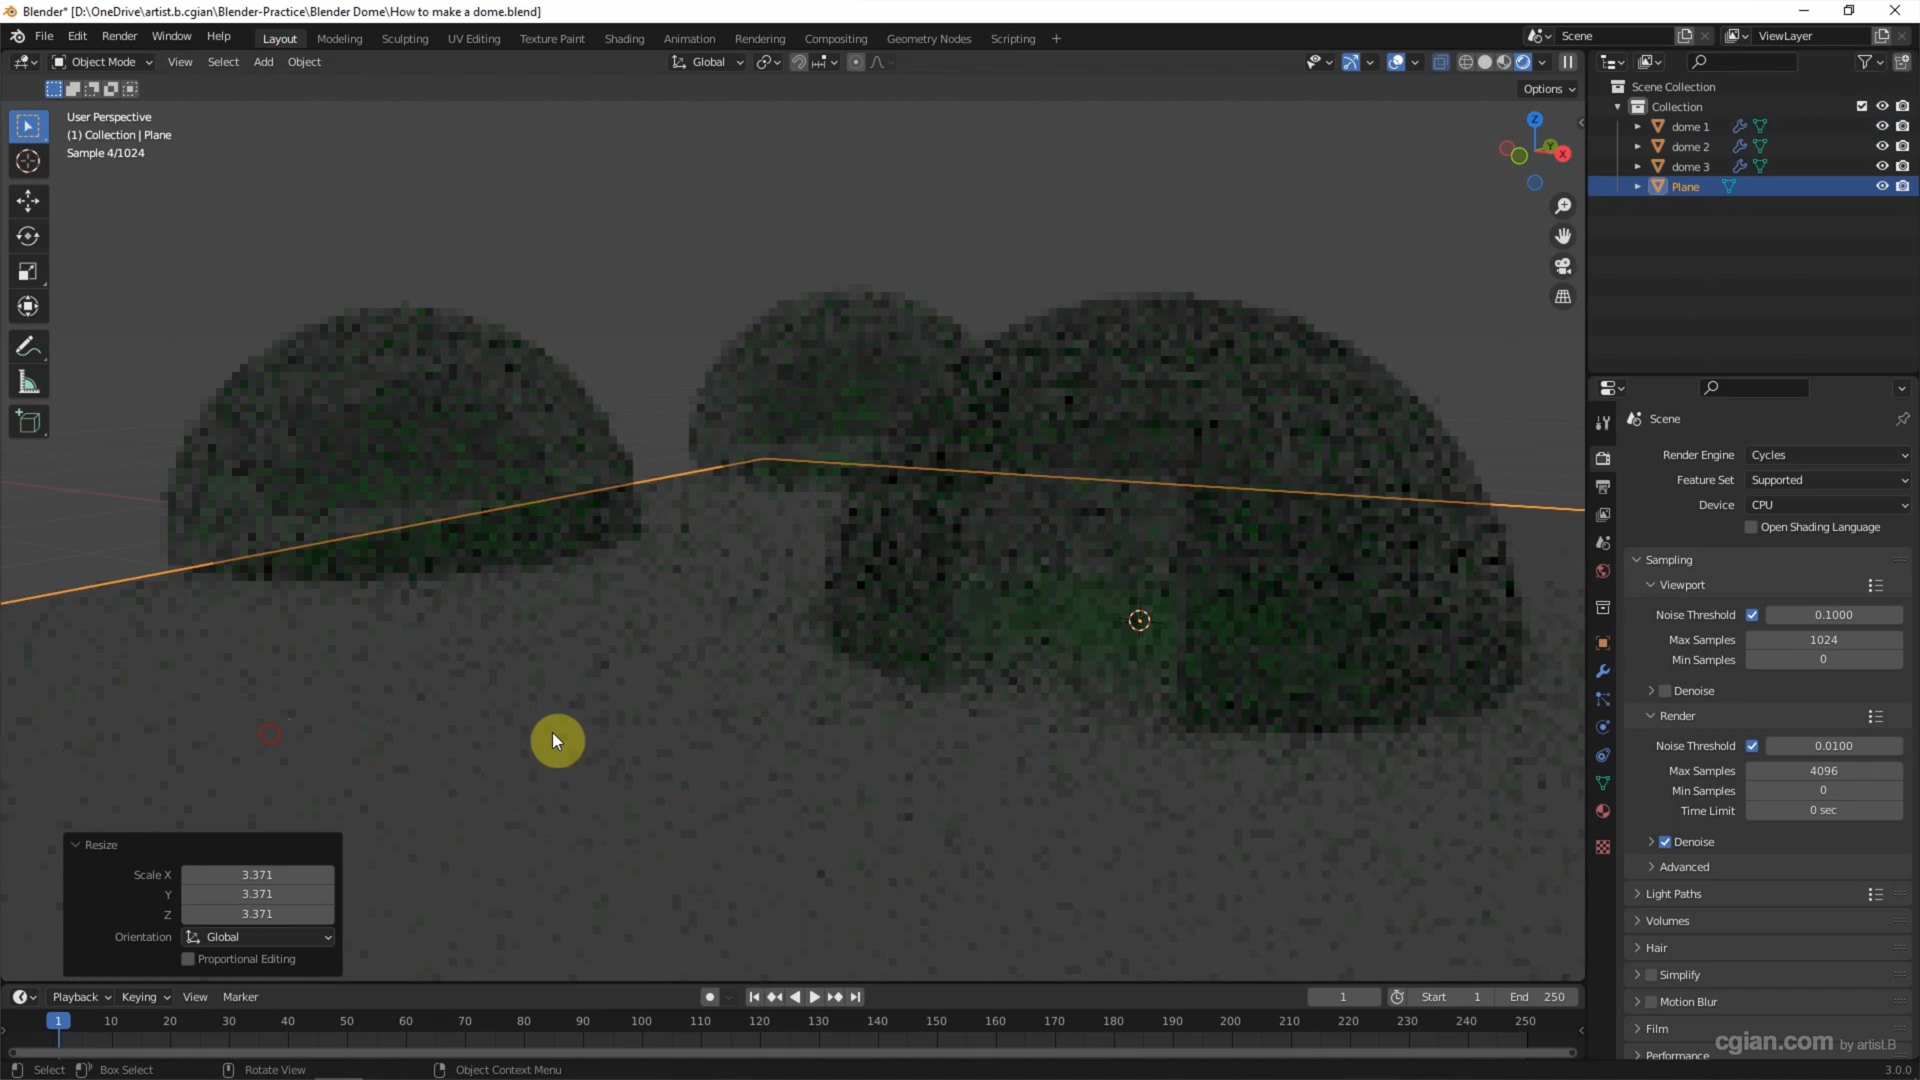 Blender* [D:\OneDrive\artist.b.cgian\Blender-Practice\Blender Dome\How to make a dome.blend]
File Edit Render Window Help Layout Modeling Sculpting UV Editing Texture Paint Shading Animation Rendering Compositing Geometry Nodes Scripting + Scene ViewLayer
Object Mode View Select Add Object Global
Options
User Perspective
(1) Collection | Plane
Sample 4/1024
Z
Y
X
Scene Collection
Collection
dome 1
dome 2
dome 3
Plane
Scene
Render Engine Cycles
Feature Set Supported
Device CPU
Open Shading Language
Sampling
Viewport
Noise Threshold 0.1000
Max Samples 1024
Min Samples 0
Denoise
Render
Noise Threshold 0.0100
Max Samples 4096
Min Samples 0
Time Limit 0 sec
Denoise
Advanced
Light Paths
Volumes
Hair
Simplify
Motion Blur
Film
Performance
Resize
Scale X 3.371
Y 3.371
Z 3.371
Orientation Global
Proportional Editing
Playback Keying View Marker 1 Start 1 End 250
1 10 20 30 40 50 60 70 80 90 100 110 120 130 140 150 160 170 180 190 200 210 220 230 240 250
cgian.com by artist.B
Select Box Select Rotate View Object Context Menu 3.0.0